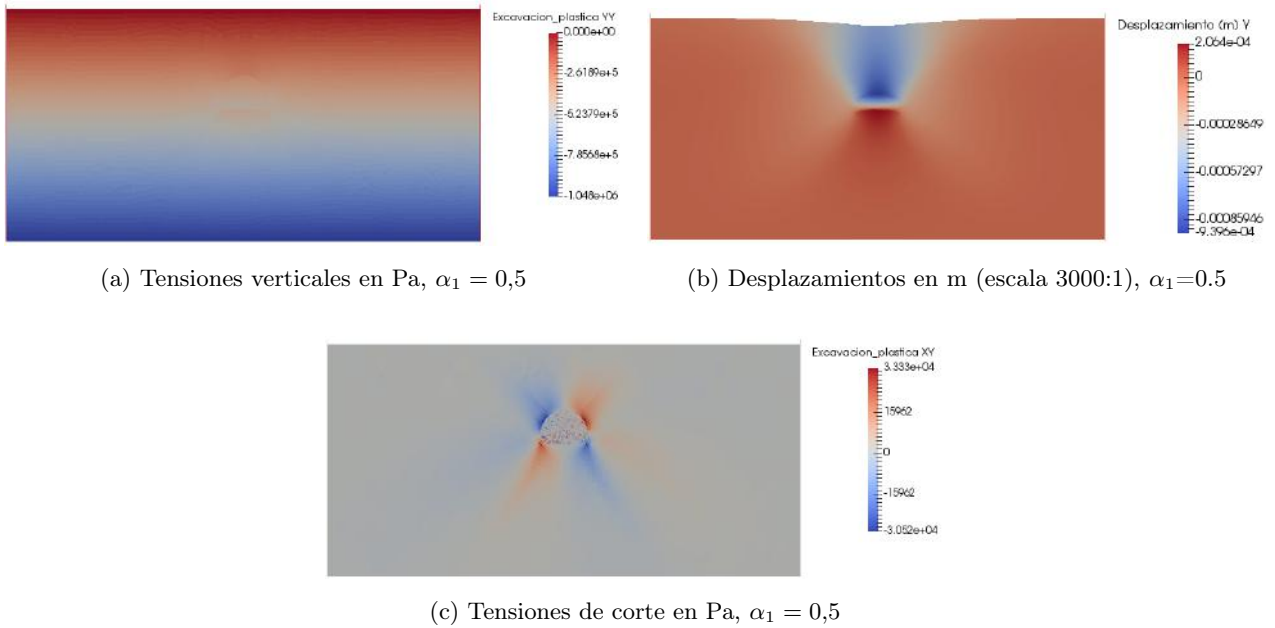 Excavacion_plastica YY
0.000e+00
-2.6189e+5
-5.2379e+5
-7.8568e+5
-1.048e+06
Desplazamiento (m) Y
2.064e-04
0
-0.00028649
-0.00057297
-0.00085946
-9.396e-04
(a) Tensiones verticales en Pa, α₁ = 0,5
(b) Desplazamientos en m (escala 3000:1), α₁=0.5
Excavacion_plastica XY
3.333e+04
15962
0
-15962
-3.052e+04
(c) Tensiones de corte en Pa, α₁ = 0,5